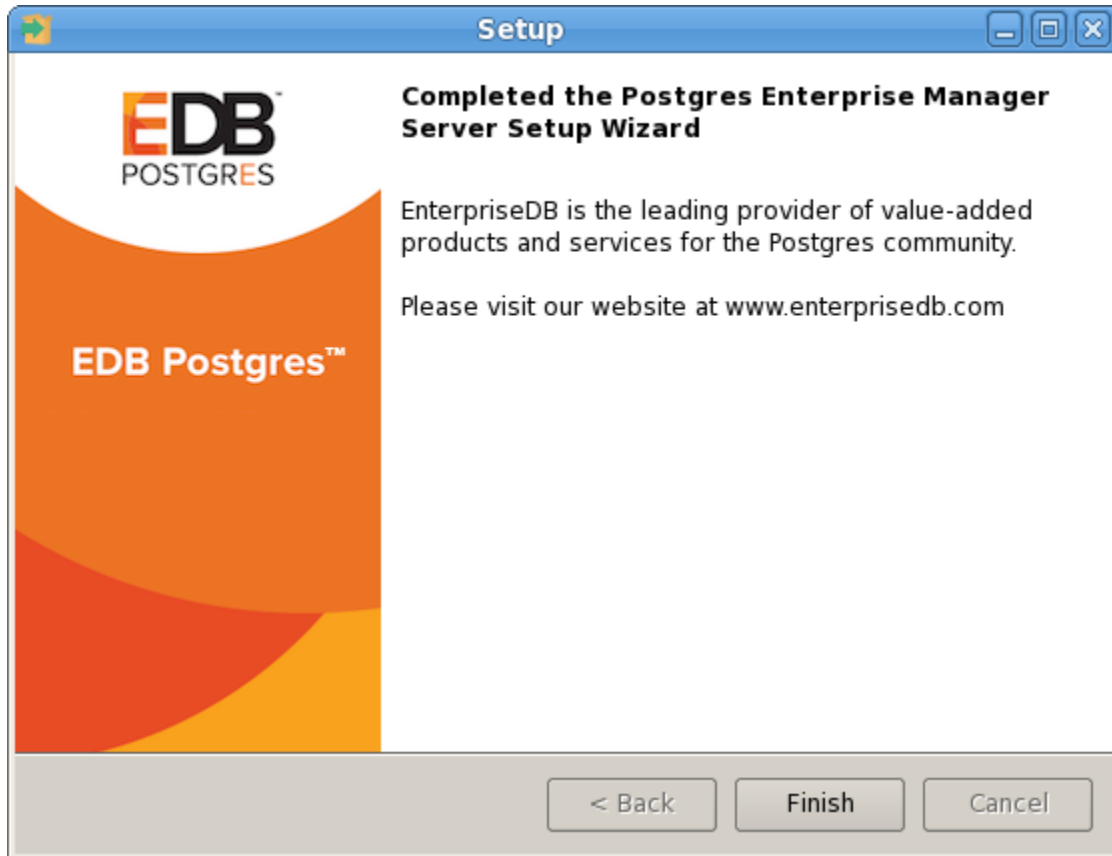 Setup
EDB™
POSTGRES
EDB Postgres™
Completed the Postgres Enterprise Manager
Server Setup Wizard
EnterpriseDB is the leading provider of value-added
products and services for the Postgres community.
Please visit our website at www.enterprisedb.com
< Back
Finish
Cancel